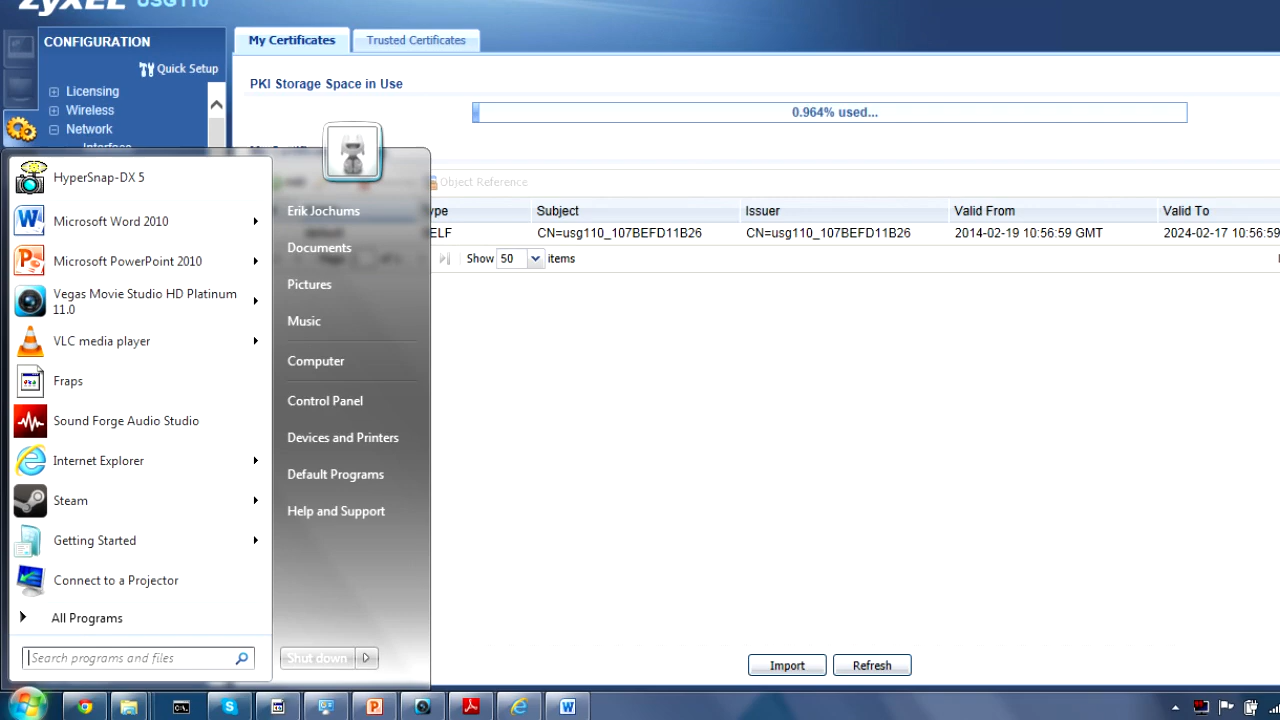 ZyXEL USG110
CONFIGURATION
Quick Setup
Licensing
Wireless
Network
Interface
My Certificates
Trusted Certificates
PKI Storage Space in Use
0.964% used...
Object Reference
Subject
Issuer
Valid From
Valid To
CN=usg110_107BEFD11B26
CN=usg110_107BEFD11B26
2014-02-19 10:56:59 GMT
2024-02-17 10:56:59
Show 50 items
HyperSnap-DX 5
Microsoft Word 2010
Microsoft PowerPoint 2010
Vegas Movie Studio HD Platinum
11.0
VLC media player
Fraps
Sound Forge Audio Studio
Internet Explorer
Steam
Getting Started
Connect to a Projector
All Programs
Search programs and files
Erik Jochums
Documents
Pictures
Music
Computer
Control Panel
Devices and Printers
Default Programs
Help and Support
Shut down
Import
Refresh